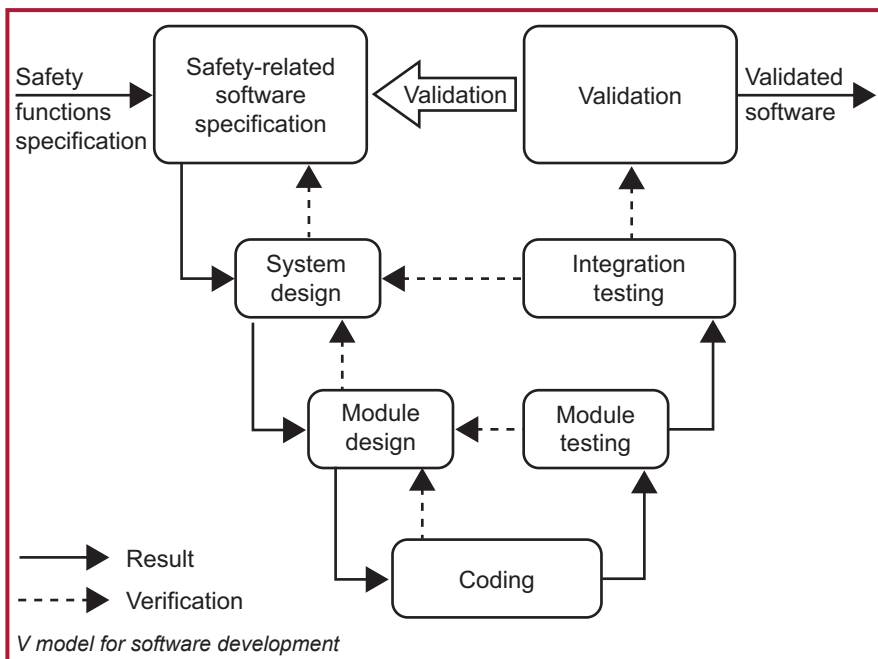 Safety
functions
specification
Safety-related
software
specification
Validation
Validation
Validated
software
System
design
Integration
testing
Module
design
Module
testing
Coding
Result
Verification
V model for software development